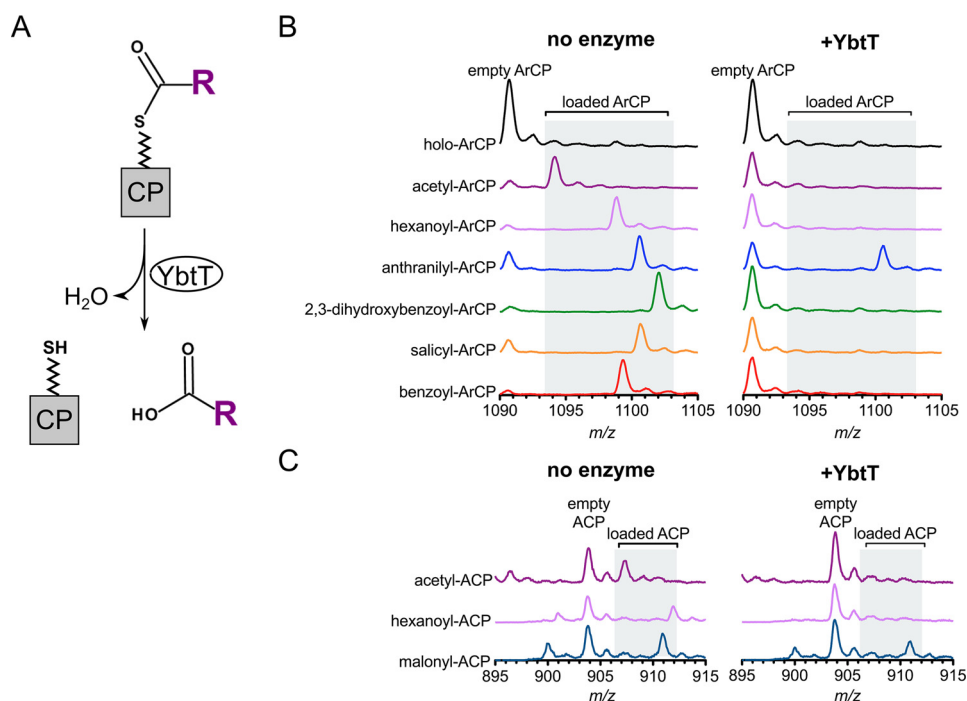 A
O
R
S
CP
YbtT
H₂O
SH
O
HO
R
CP
B
no enzyme
+YbtT
empty ArCP
loaded ArCP
empty ArCP
loaded ArCP
holo-ArCP
acetyl-ArCP
hexanoyl-ArCP
anthranilyl-ArCP
2,3-dihydroxybenzoyl-ArCP
salicyl-ArCP
benzoyl-ArCP
1090 1095 1100 1105
1090 1095 1100 1105
m/z
m/z
C
no enzyme
+YbtT
empty
ACP
loaded ACP
empty
ACP
loaded ACP
acetyl-ACP
hexanoyl-ACP
malonyl-ACP
895 900 905 910 915
895 900 905 910 915
m/z
m/z